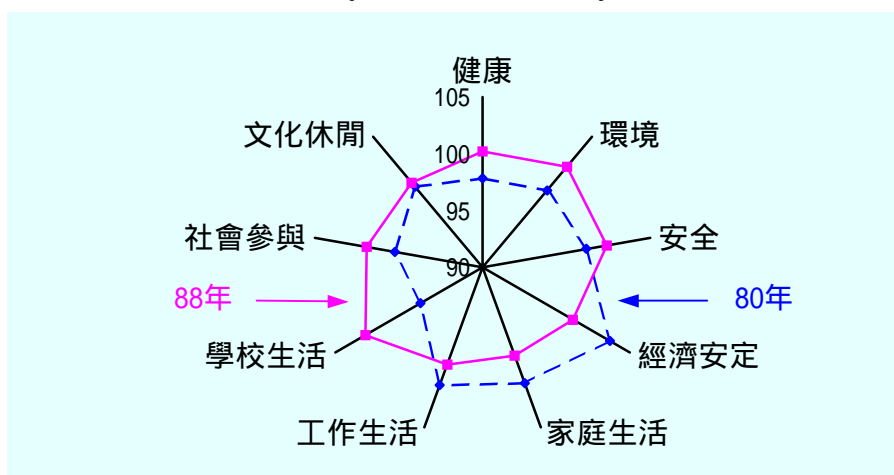 健康
105
文化休閒
環境
100
95
社會參與
安全
90
88年
80年
學校生活
經濟安定
工作生活
家庭生活